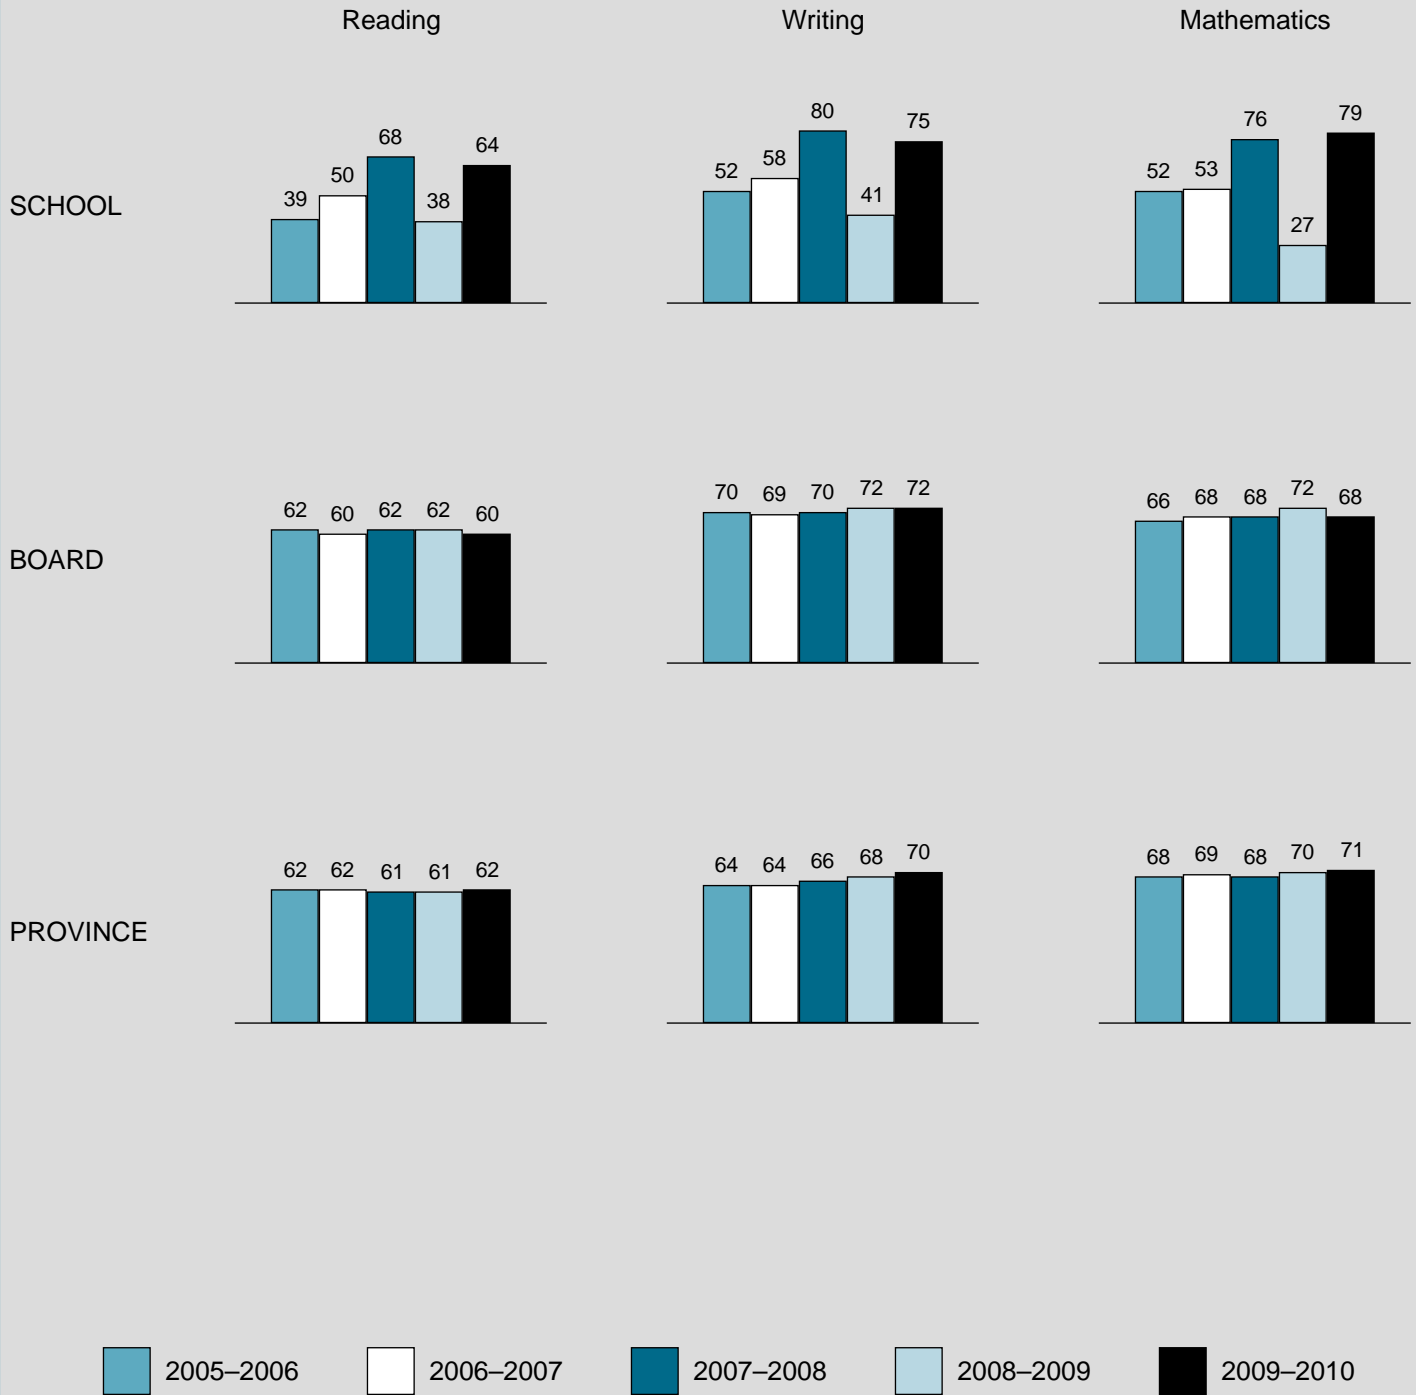 Reading Writing Mathematics
SCHOOL
39 50 68 38 64
52 58 80 41 75
52 53 76 27 79
BOARD
62 60 62 62 60
70 69 70 72 72
66 68 68 72 68
PROVINCE
62 62 61 61 62
64 64 66 68 70
68 69 68 70 71
2005–2006 2006–2007 2007–2008 2008–2009 2009–2010